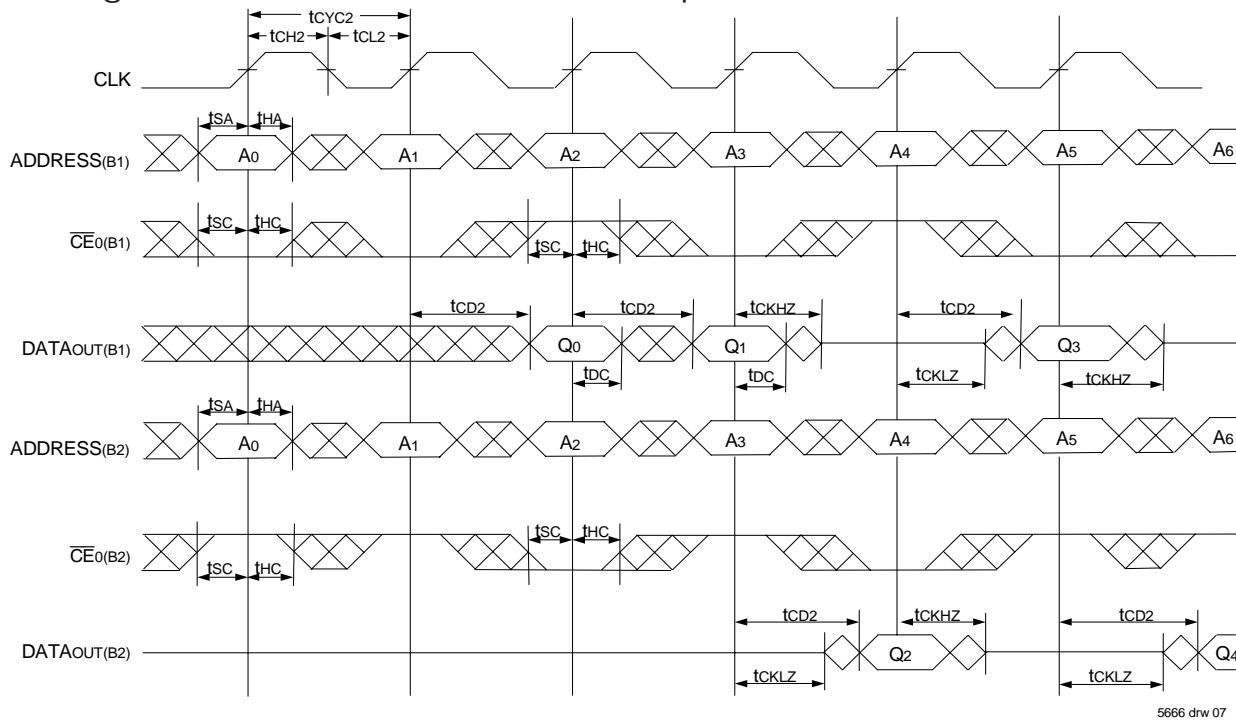 tCYC2
tCH2 tCL2
CLK
tSA tHA
ADDRESS(B1) A0 A1 A2 A3 A4 A5 A6
tSC tHC
CE0(B1)
tSC tHC
tCD2 tCD2 tCKHZ tCD2
DATAOUT(B1) Q0 Q1 Q3
tDC tDC tCKLZ tCKHZ
tSA tHA
ADDRESS(B2) A0 A1 A2 A3 A4 A5 A6
tSC tHC
CE0(B2)
tSC tHC
tCD2 tCKHZ tCD2
DATAOUT(B2) Q2 Q4
tCKLZ tCKLZ
5666 drw 07